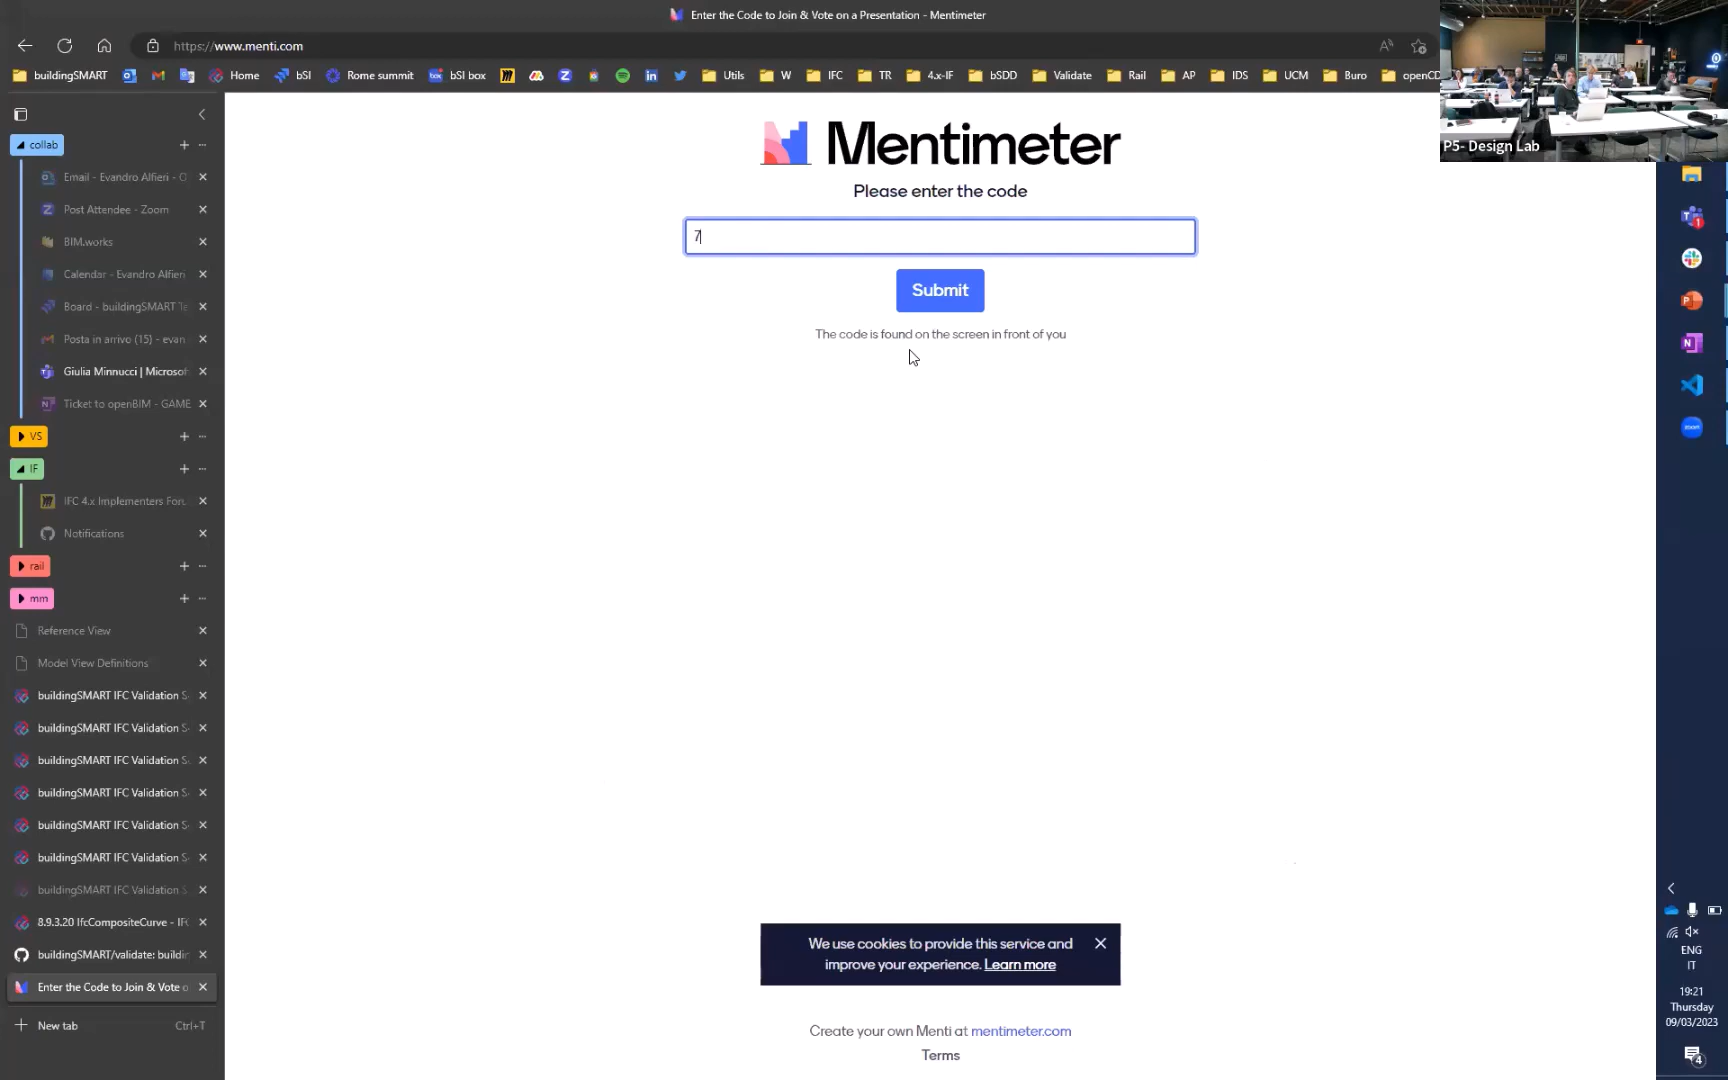 Enter the Code to Join & Vote on a Presentation - Mentimeter
https://www.menti.com
buildingSMART
Home
bSI
Rome summit
bSI box
Utils
W
IFC
TR
4.x-IF
bSDD
Validate
Rail
AP
IDS
UCM
Buro
openCD
P5- Design Lab
collab
Email - Evandro Alfieri - O
Post Attendee - Zoom
BIM.works
Calendar - Evandro Alfieri
Board - buildingSMART Te
Posta in arrivo (15) - evan
Giulia Minnucci | Microsof
Ticket to openBIM - GAME
VS
IF
IFC 4.x Implementers For
Notifications
rail
mm
Reference View
Model View Definitions
buildingSMART IFC Validation S
buildingSMART IFC Validation S
buildingSMART IFC Validation S
buildingSMART IFC Validation S
buildingSMART IFC Validation S
buildingSMART IFC Validation S
buildingSMART IFC Validation S
8.9.3.20 IfcCompositeCurve - IFC
buildingSMART/validate: buildin
Enter the Code to Join & Vote o
New tab
Ctrl+T
Mentimeter
Please enter the code
7
Submit
The code is found on the screen in front of you
We use cookies to provide this service and
improve your experience. Learn more
Create your own Menti at mentimeter.com
Terms
1
zoom
ENG
IT
19:21
Thursday
09/03/2023
4